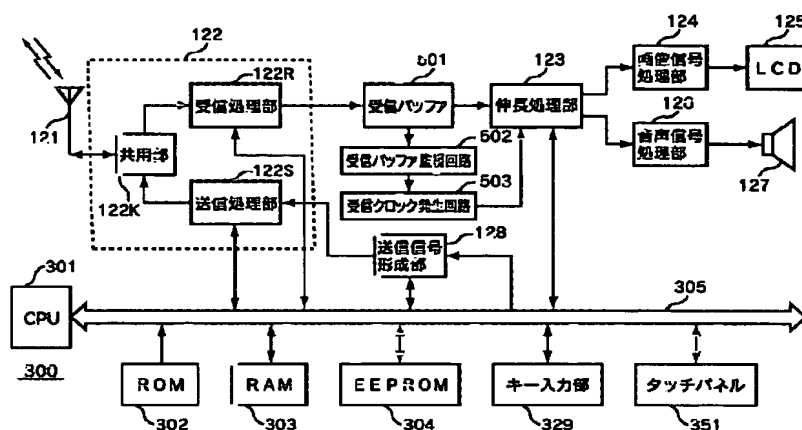 122
124
125
122R
601
123
画像信号
処理部
LCD
受信処理部
受信バッファ
伸長処理部
121
共用部
502
受信バッファ監視回路
音声信号
処理部
122K
122S
503
127
送信処理部
受信クロック発生回路
128
送信信号
形成部
301
305
CPU
300
ROM
RAM
EEPROM
キー入力部
タッチパネル
302
303
304
329
351